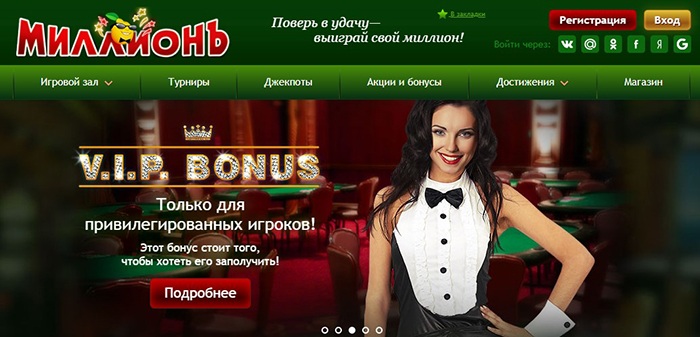 МиллионЪ
Поверь в удачу—
выиграй свой миллион!
В закладки
Регистрация
Вход
Войти через:
Игровой зал
Турниры
Джекпоты
Акции и бонусы
Достижения
Магазин
V.I.P. BONUS
Только для
привилегированных игроков!
Этот бонус стоит того,
чтобы хотеть его заполучить!
Подробнее